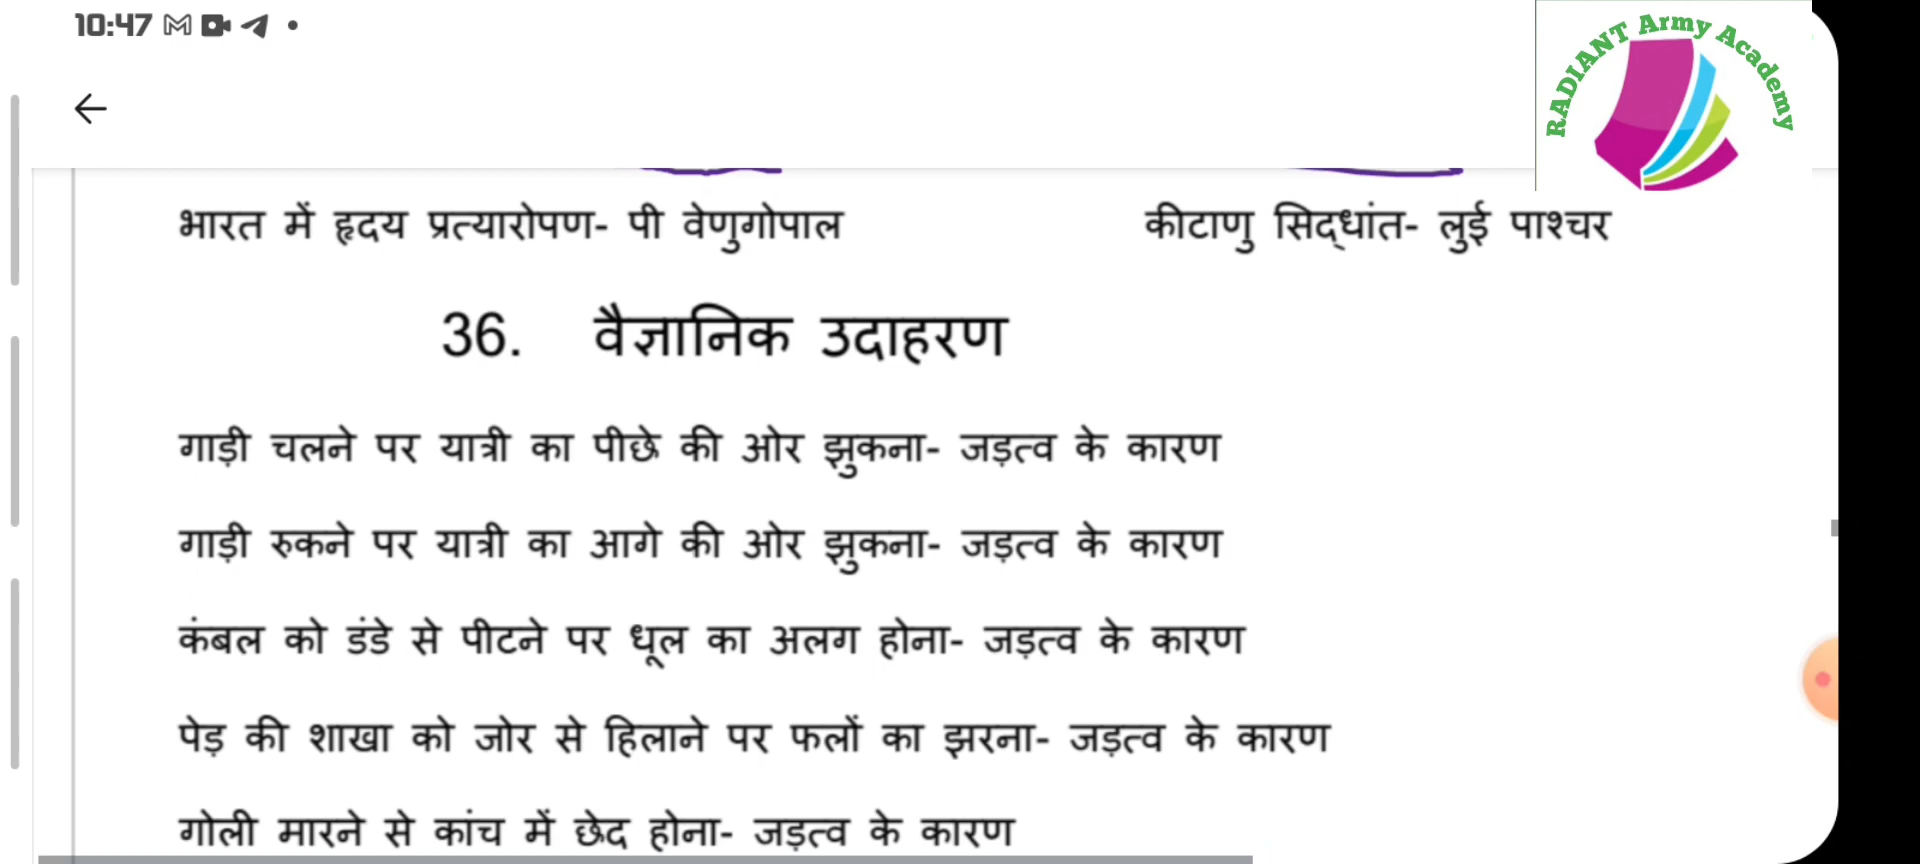 10:47
RADIANT Army Academy
भारत में हृदय प्रत्यारोपण- पी वेणुगोपाल कीटाणु सिद्धांत- लुई पाश्चर
36. वैज्ञानिक उदाहरण
गाड़ी चलने पर यात्री का पीछे की ओर झुकना- जड़त्व के कारण
गाड़ी रुकने पर यात्री का आगे की ओर झुकना- जड़त्व के कारण
कंबल को डंडे से पीटने पर धूल का अलग होना- जड़त्व के कारण
पेड़ की शाखा को जोर से हिलाने पर फलों का झरना- जड़त्व के कारण
गोली मारने से कांच में छेद होना- जड़त्व के कारण